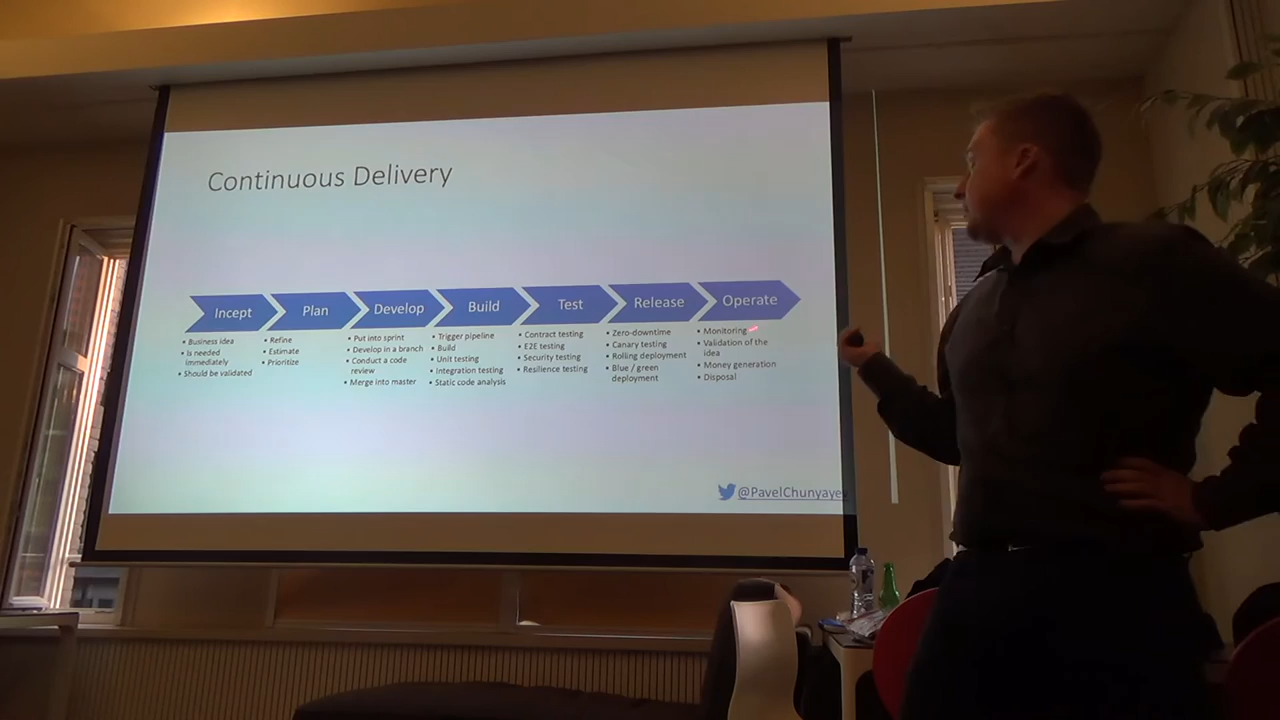 Continuous Delivery
Incept
Plan
Develop
Build
Test
Release
Operate
• Business idea
• Is needed
immediately
• Should be validated
• Refine
• Estimate
• Prioritize
• Put into sprint
• Develop in a branch
• Conduct a code
review
• Merge into master
• Trigger pipeline
• Build
• Unit testing
• Integration testing
• Static code analysis
• Contract testing
• E2E testing
• Security testing
• Resilience testing
• Zero-downtime
• Canary testing
• Rolling deployment
• Blue / green
deployment
• Monitoring
• Validation of the
idea
• Money generation
• Disposal
@PavelChunyayev